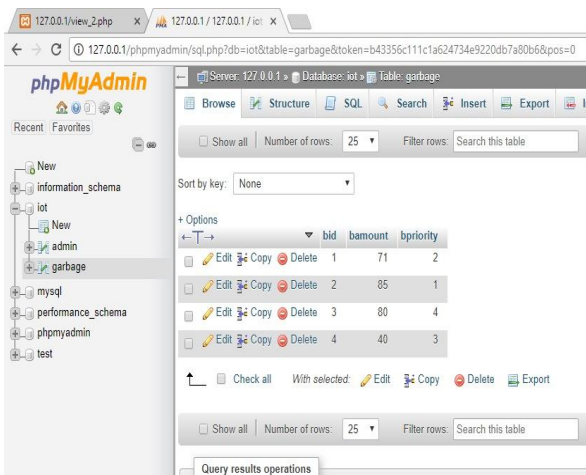 127.0.0.1/view_2.php
127.0.0.1 / 127.0.0.1 / iot
127.0.0.1/phpmyadmin/sql.php?db=iot&table=garbage&token=b43356c111c1a624734e9220db7a80b6&pos=0
phpMyAdmin
Recent Favorites
New
information_schema
iot
New
admin
garbage
mysql
performance_schema
phpmyadmin
test
Server: 127.0.0.1 » Database: iot » Table: garbage
Browse Structure SQL Search Insert Export
Show all Number of rows: 25 Filter rows: Search this table
Sort by key: None
+ Options
bid bamount bpriority
Edit Copy Delete 1 71 2
Edit Copy Delete 2 85 1
Edit Copy Delete 3 80 4
Edit Copy Delete 4 40 3
Check all With selected: Edit Copy Delete Export
Show all Number of rows: 25 Filter rows: Search this table
Query results operations